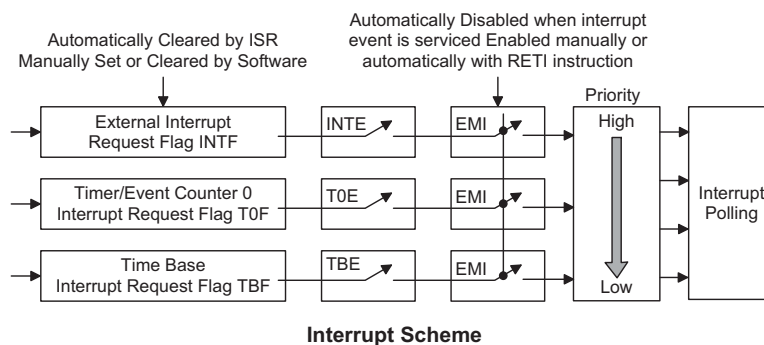 Automatically Cleared by ISR
Manually Set or Cleared by Software
Automatically Disabled when interrupt
event is serviced Enabled manually or
automatically with RETI instruction
Priority
External Interrupt
Request Flag INTF
INTE
EMI
High
Timer/Event Counter 0
Interrupt Request Flag T0F
T0E
EMI
Interrupt
Polling
Time Base
Interrupt Request Flag TBF
TBE
EMI
Low
Interrupt Scheme